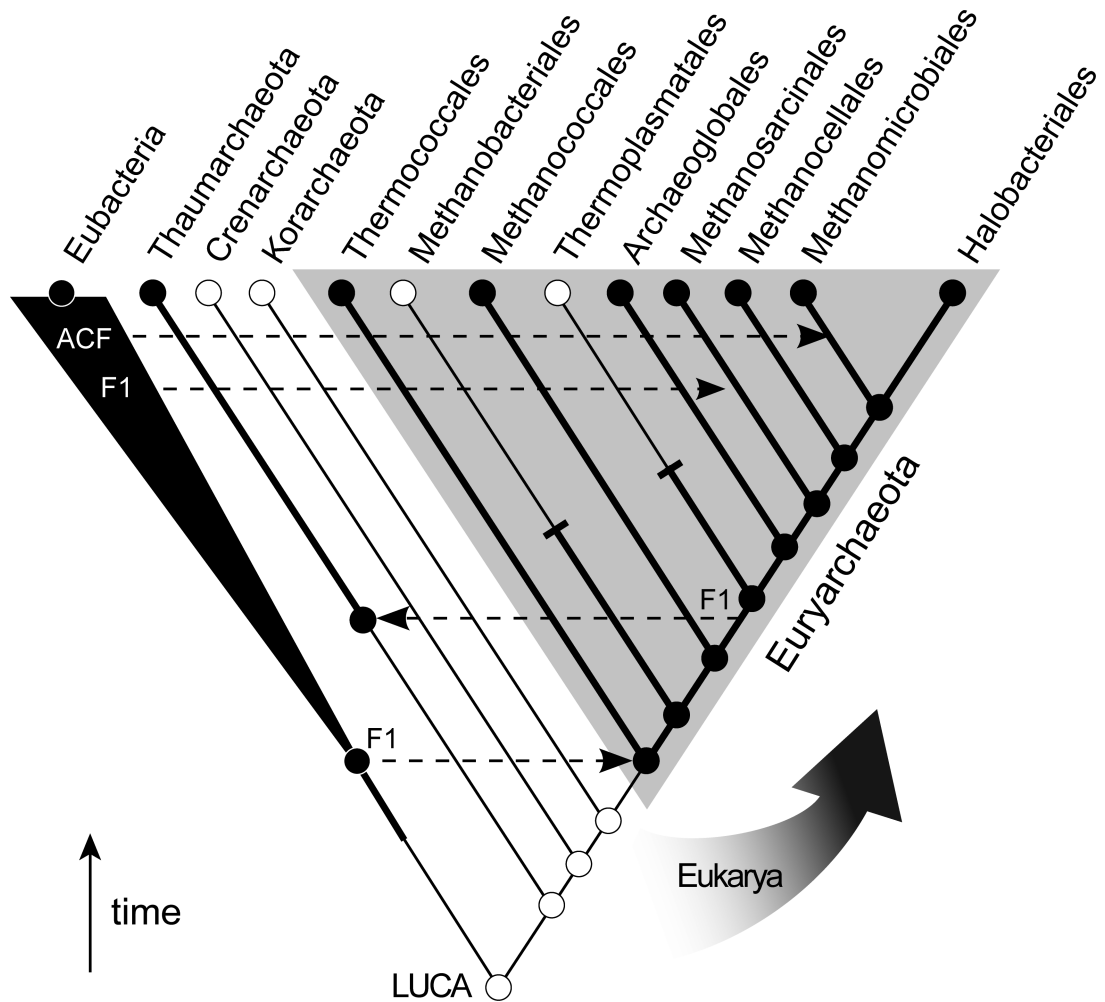 Eubacteria
Thaumarchaeota
Crenarchaeota
Korarchaeota
Thermococcales
Methanobacteriales
Methanococcales
Thermoplasmatales
Archaeoglobales
Methanosarcinales
Methanocellales
Methanomicrobiales
Halobacteriales
ACF
F1
F1
Euryarchaeota
F1
Eukarya
time
LUCA